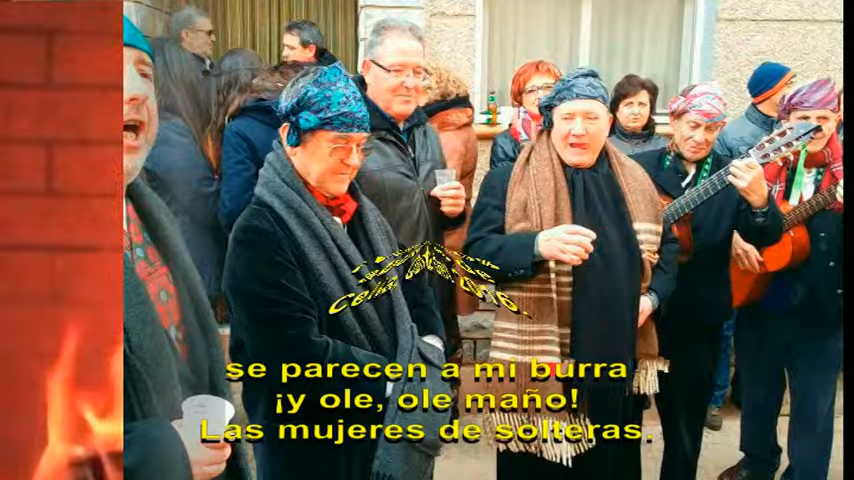 se parecen a mi burra
¡y ole, ole maño!
Las mujeres de solteras.